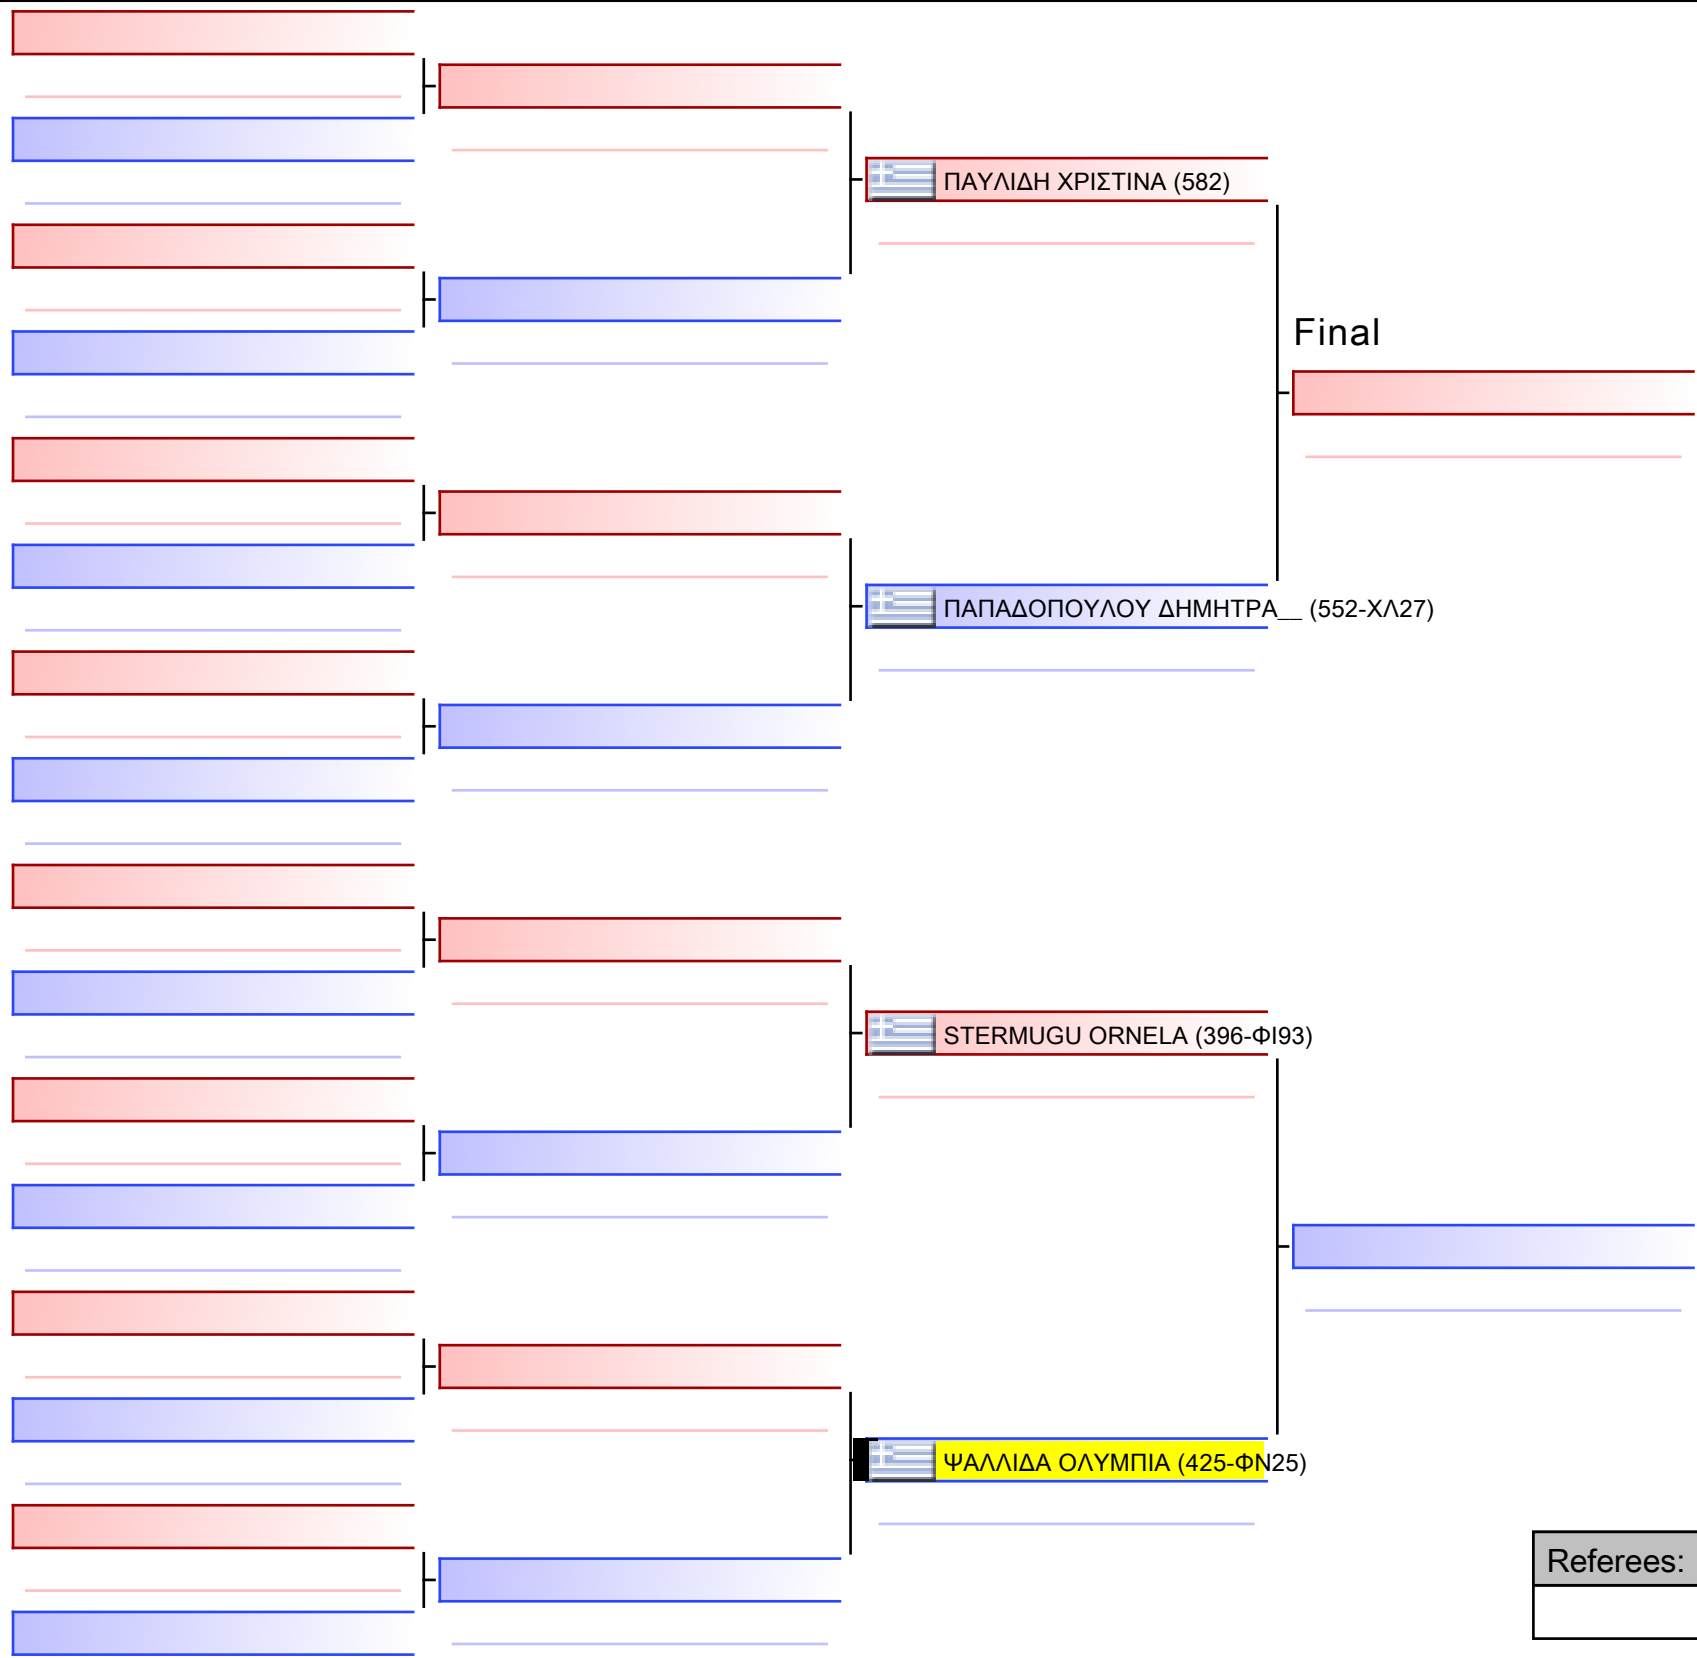 ΠΑΥΛΙΔΗ ΧΡΙΣΤΙΝΑ (582)
Final
ΠΑΠΑΔΟΠΟΥΛΟΥ ΔΗΜΗΤΡΑ__ (552-ΧΛ27)
STERMUGU ORNELA (396-ΦΙ93)
ΨΑΛΛΙΔΑ ΟΛΥΜΠΙΑ (425-ΦΝ25)
Referees: